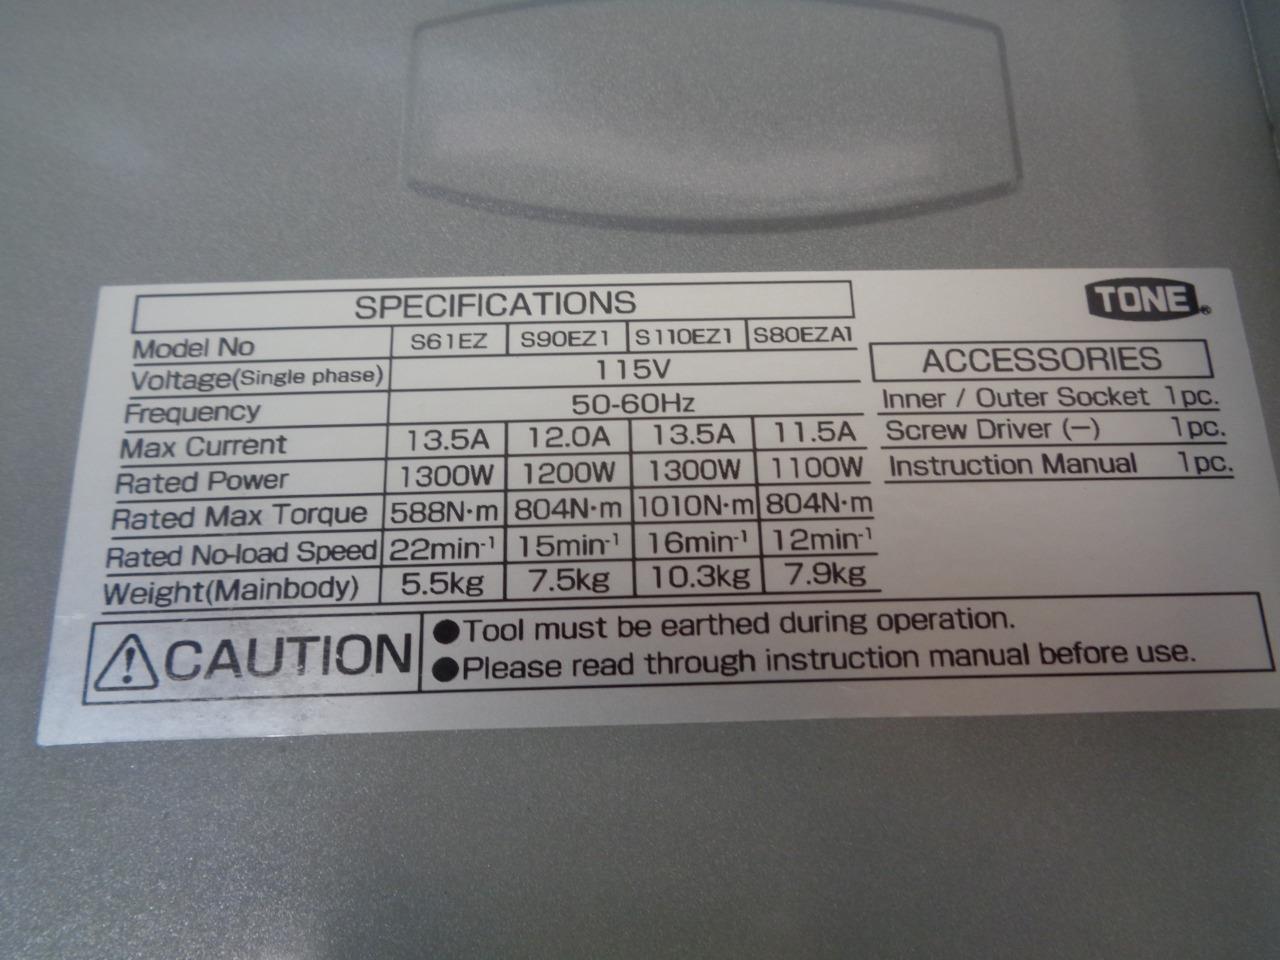 SPECIFICATIONS
Model No S61EZ S90EZ1 S110EZ1 S80EZA1
Voltage(Single phase) 115V
Frequency 50-60Hz
Max Current 13.5A 12.0A 13.5A 11.5A
Rated Power 1300W 1200W 1300W 1100W
Rated Max Torque 588N·m 804N·m 1010N·m 804N·m
Rated No-load Speed 22min⁻¹ 15min⁻¹ 16min⁻¹ 12min⁻¹
Weight(Mainbody) 5.5kg 7.5kg 10.3kg 7.9kg
TONE®
ACCESSORIES
Inner / Outer Socket 1pc.
Screw Driver (−) 1pc.
Instruction Manual 1pc.
CAUTION
●Tool must be earthed during operation.
●Please read through instruction manual before use.